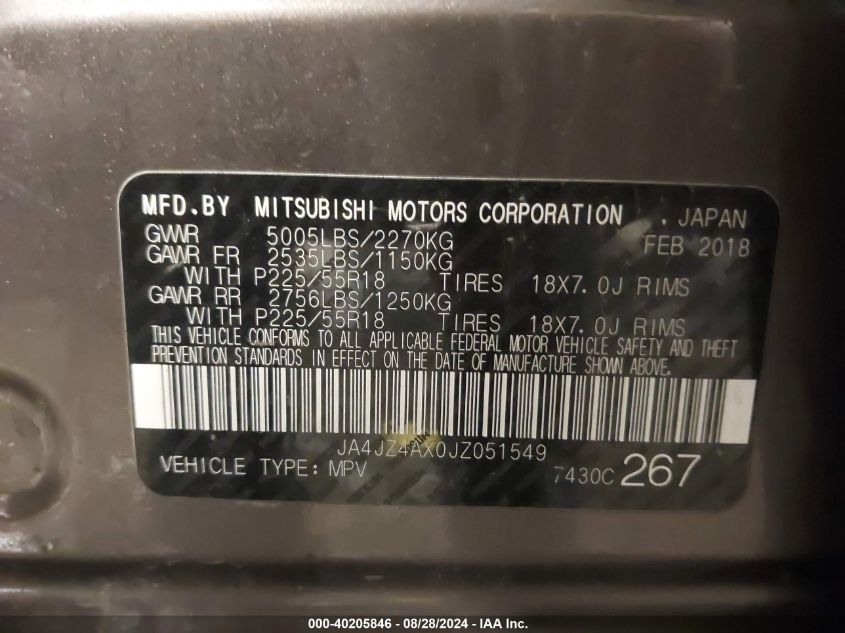 MFD.BY MITSUBISHI MOTORS CORPORATION . JAPAN
GVWR 5005LBS/2270KG FEB 2018
GAWR FR 2535LBS/1150KG
WITH P225/55R18 TIRES 18X7.0J RIMS
GAWR RR 2756LBS/1250KG
WITH P225/55R18 TIRES 18X7.0J RIMS
THIS VEHICLE CONFORMS TO ALL APPLICABLE FEDERAL MOTOR VEHICLE SAFETY AND THEFT
PREVENTION STANDARDS IN EFFECT ON THE DATE OF MANUFACTURE SHOWN ABOVE.
JA4JZ4AX0JZ051549
VEHICLE TYPE: MPV 7430C 267
000-40205846 - 08/28/2024 - IAA Inc.